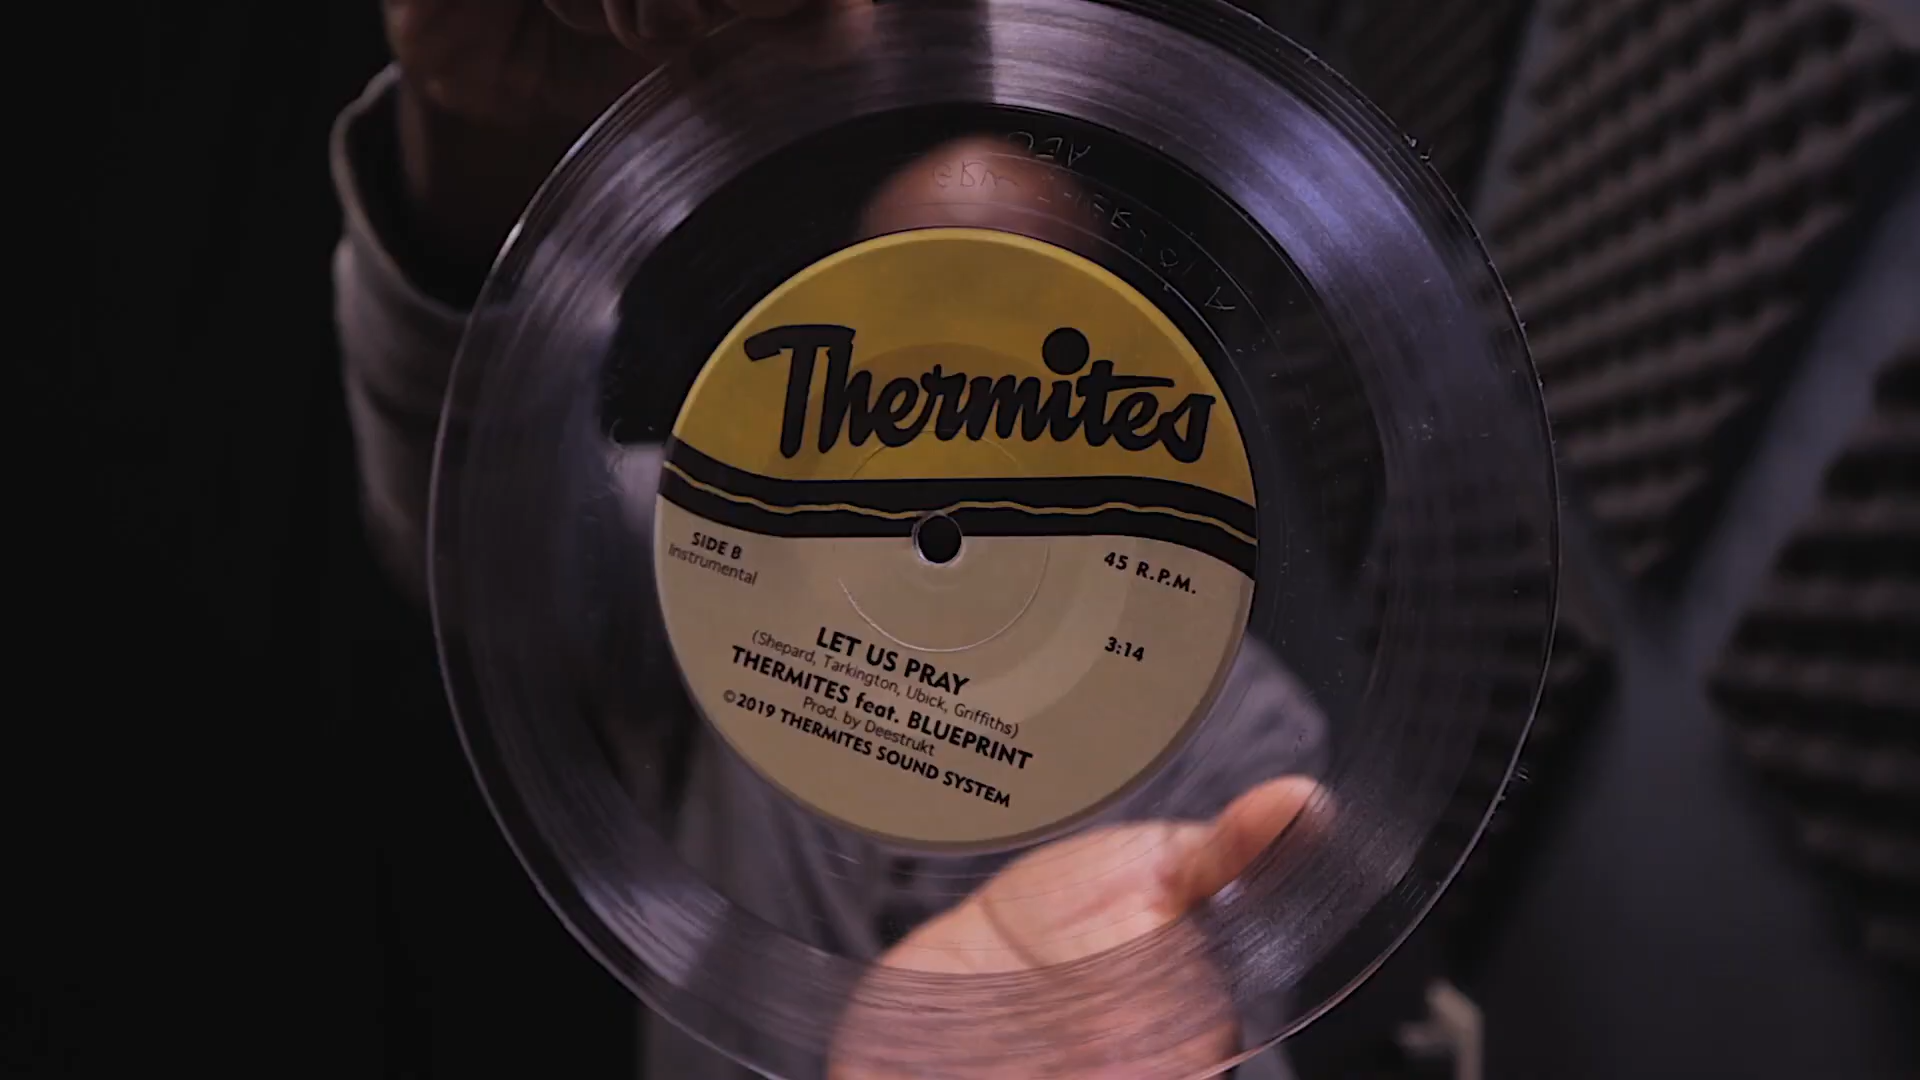 Thermites
SIDE B
Instrumental
45 R.P.M.
3:14
LET US PRAY
(Shepard, Tarkington, Ubick, Griffiths)
THERMITES feat. BLUEPRINT
Prod. by Deestrukt
©2019 THERMITES SOUND SYSTEM